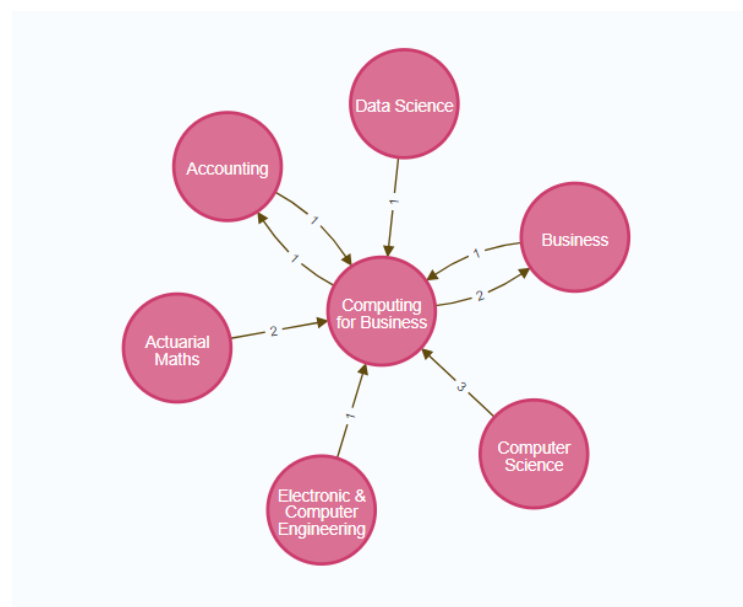 Data Science
Accounting
1
1
1
Business
1
2
Computing
for Business
Actuarial
Maths
2
3
1
Computer
Science
Electronic &
Computer
Engineering